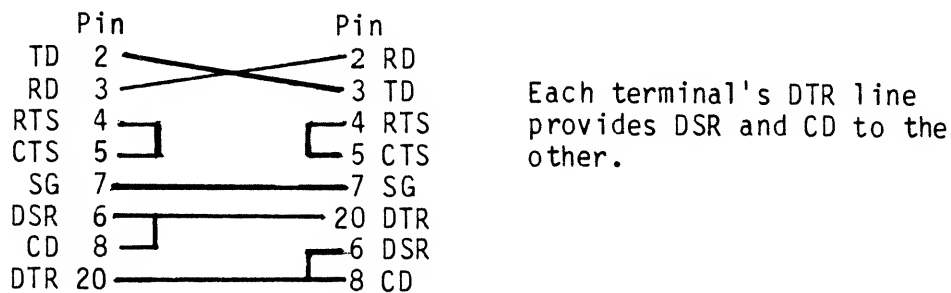 Pin Pin
TD 2 2 RD
RD 3 3 TD
RTS 4 4 RTS
CTS 5 5 CTS
SG 7 7 SG
DSR 6 20 DTR
CD 8 6 DSR
DTR 20 8 CD
Each terminal's DTR line
provides DSR and CD to the
other.